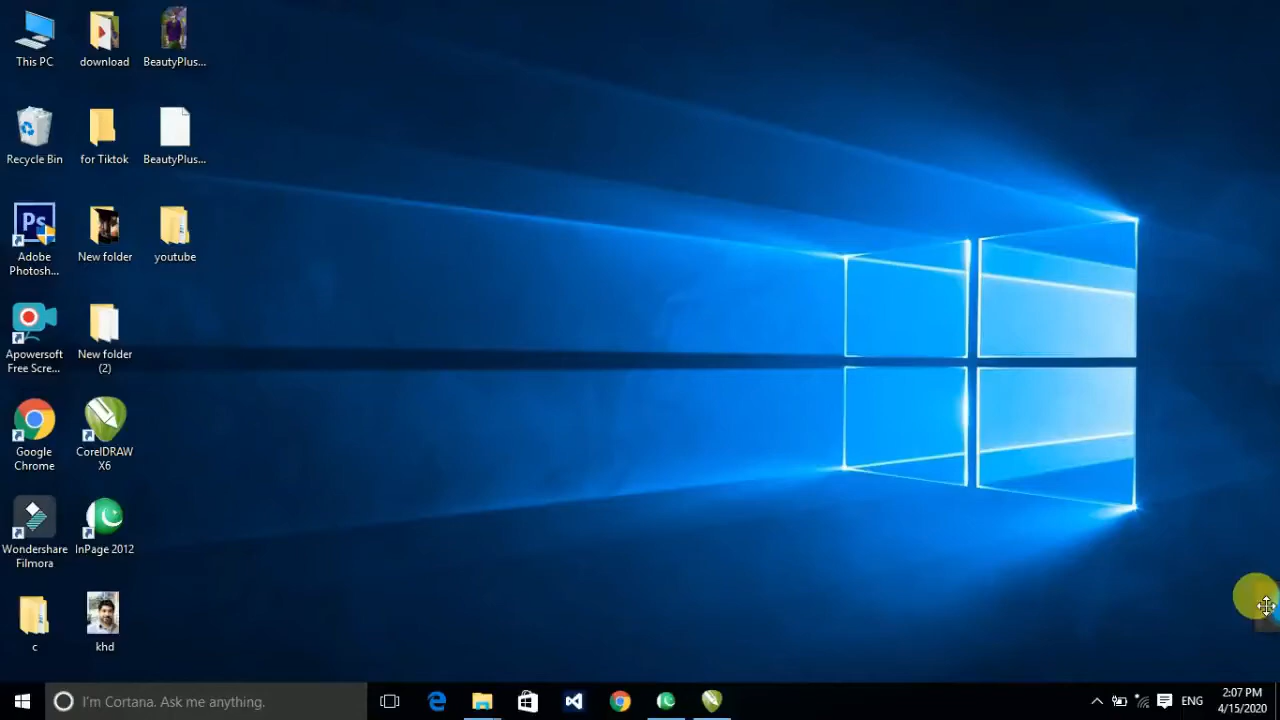 This PC
download
BeautyPlus...
Recycle Bin
for Tiktok
BeautyPlus...
Ps
Adobe
Photosh...
New folder
youtube
Apowersoft
Free Scre...
New folder
(2)
Google
Chrome
CorelDRAW
X6
Wondershare
Filmora
InPage 2012
c
khd
I'm Cortana. Ask me anything.
ENG
2:07 PM
4/15/2020